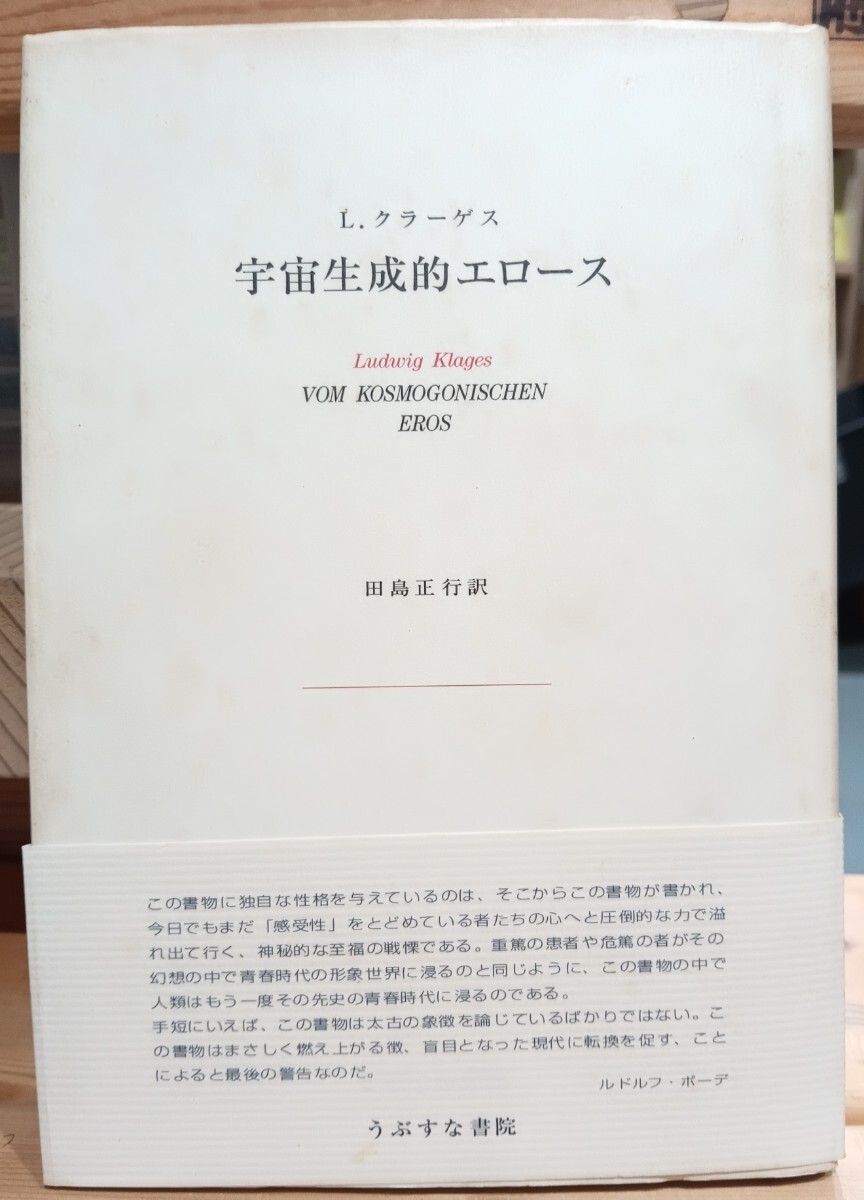 L. クラーゲス
宇宙生成的エロース
Ludwig Klages
VOM KOSMOGONISCHEN
EROS
田島正行訳
この書物に独自な性格を与えているのは、そこからこの書物が書かれ、
今日でもまだ「感受性」をとどめている者たちの心へと圧倒的な力で溢
れ出て行く、神秘的な至福の戦慄である。重篤の患者や危篤の者がその
幻想の中で青春時代の形象世界に浸るのと同じように、この書物の中で
人類はもう一度その先史の青春時代に浸るのである。
手短にいえば、この書物は太古の象徴を論じているばかりではない。こ
の書物はまさしく燃え上がる徴、盲目となった現代に転換を促す、こと
によると最後の警告なのだ。
ルドルフ・ボーデ
うぶすな書院